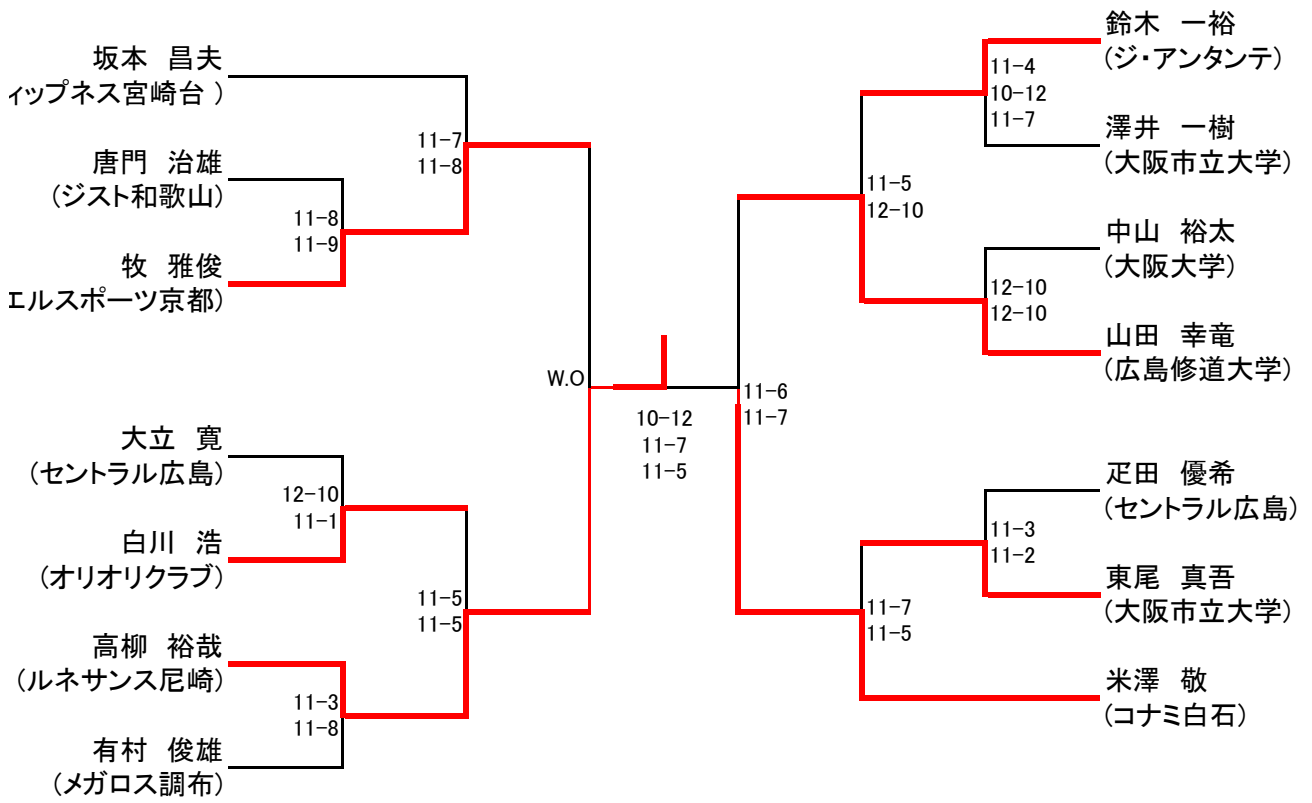 坂本 昌夫
ィップネス宮崎台 )
唐門 治雄
(ジスト和歌山)
牧 雅俊
エルスポーツ京都)
大立 寛
(セントラル広島)
白川 浩
(オリオリクラブ)
高柳 裕哉
(ルネサンス尼崎)
有村 俊雄
(メガロス調布)
11-8
11-9
11-7
11-8
12-10
11-1
11-3
11-8
11-5
11-5
W.O
10-12
11-7
11-5
11-6
11-7
11-5
12-10
11-7
11-5
11-4
10-12
11-7
12-10
12-10
11-3
11-2
鈴木 一裕
(ジ・アンタンテ)
澤井 一樹
(大阪市立大学)
中山 裕太
(大阪大学)
山田 幸竜
(広島修道大学)
疋田 優希
(セントラル広島)
東尾 真吾
(大阪市立大学)
米澤 敬
(コナミ白石)